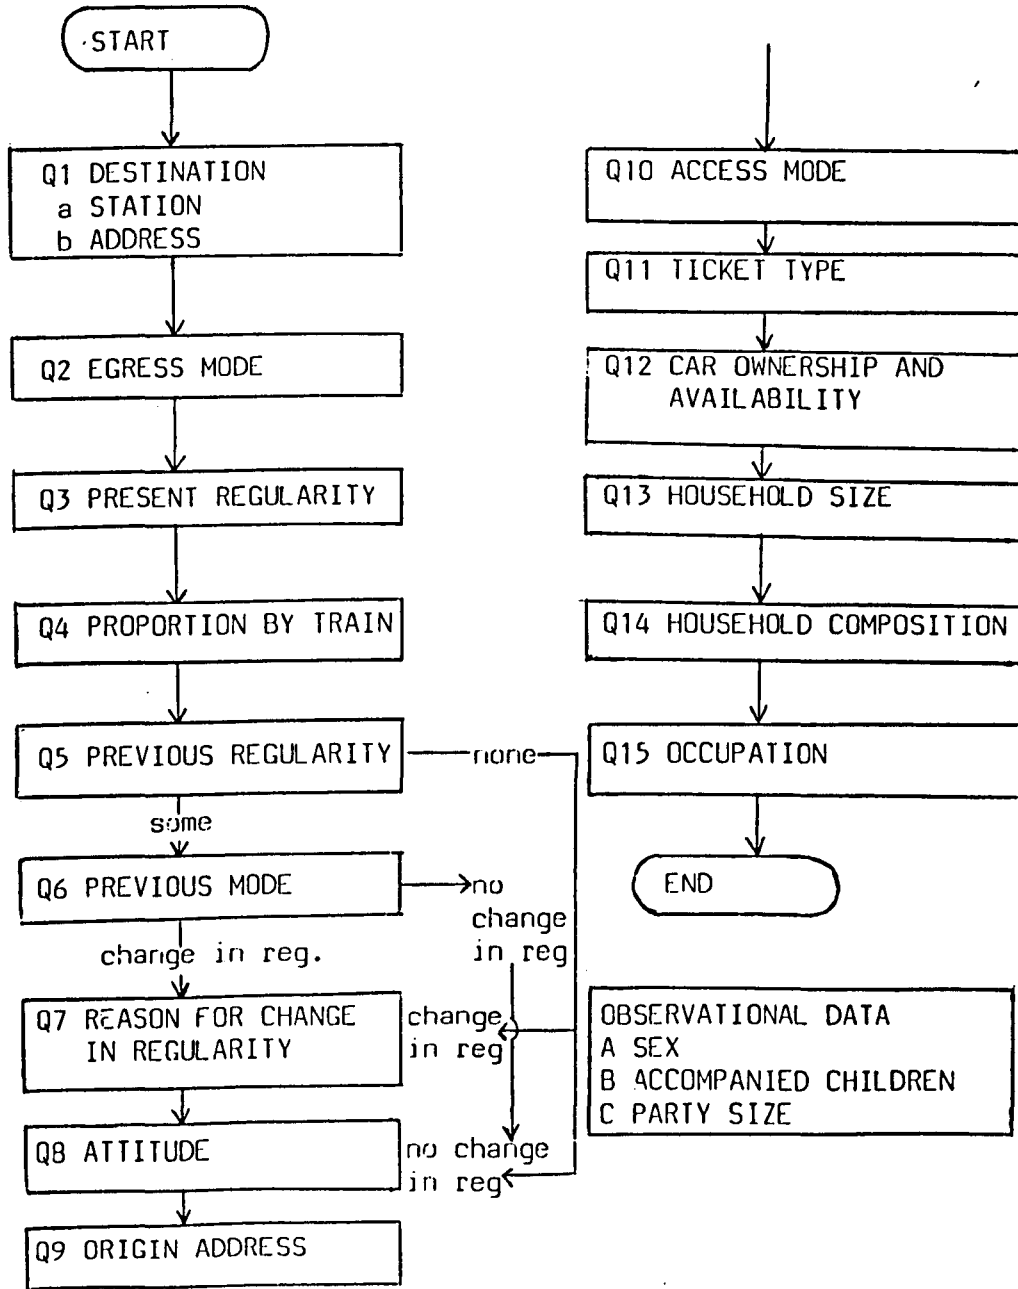 START
Q1 DESTINATION
a STATION
b ADDRESS
Q2 EGRESS MODE
Q3 PRESENT REGULARITY
Q4 PROPORTION BY TRAIN
Q5 PREVIOUS REGULARITY
none
some
Q6 PREVIOUS MODE
no
change
in reg
change in reg.
Q7 REASON FOR CHANGE
IN REGULARITY
change
in reg
Q8 ATTITUDE
no change
in reg
Q9 ORIGIN ADDRESS
Q10 ACCESS MODE
Q11 TICKET TYPE
Q12 CAR OWNERSHIP AND
AVAILABILITY
Q13 HOUSEHOLD SIZE
Q14 HOUSEHOLD COMPOSITION
Q15 OCCUPATION
END
OBSERVATIONAL DATA
A SEX
B ACCOMPANIED CHILDREN
C PARTY SIZE